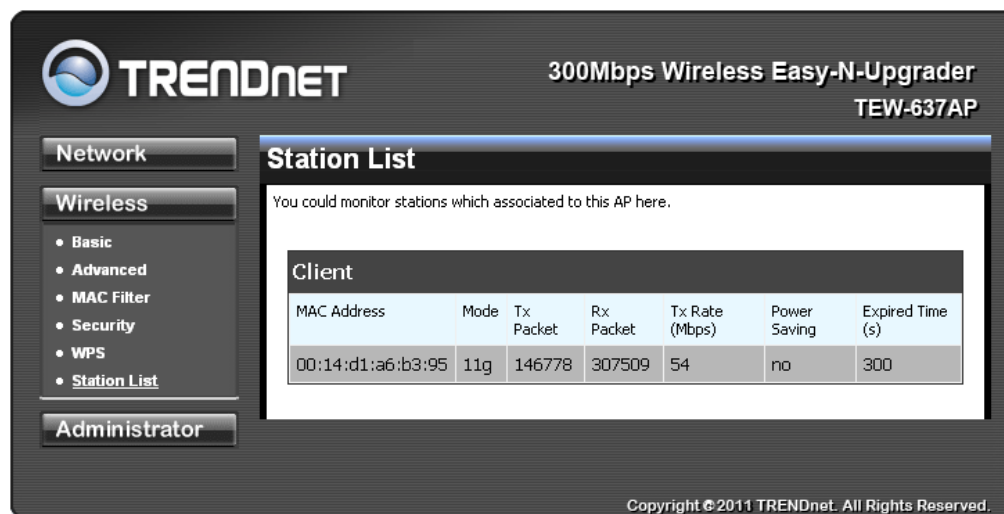 TRENDNET
300Mbps Wireless Easy-N-Upgrader
TEW-637AP
Network
Wireless
• Basic
• Advanced
• MAC Filter
• Security
• WPS
• Station List
Administrator
Station List
You could monitor stations which associated to this AP here.
Client
MAC Address Mode Tx Packet Rx Packet Tx Rate (Mbps) Power Saving Expired Time (s)
00:14:d1:a6:b3:95 11g 146778 307509 54 no 300
Copyright © 2011 TRENDnet. All Rights Reserved.